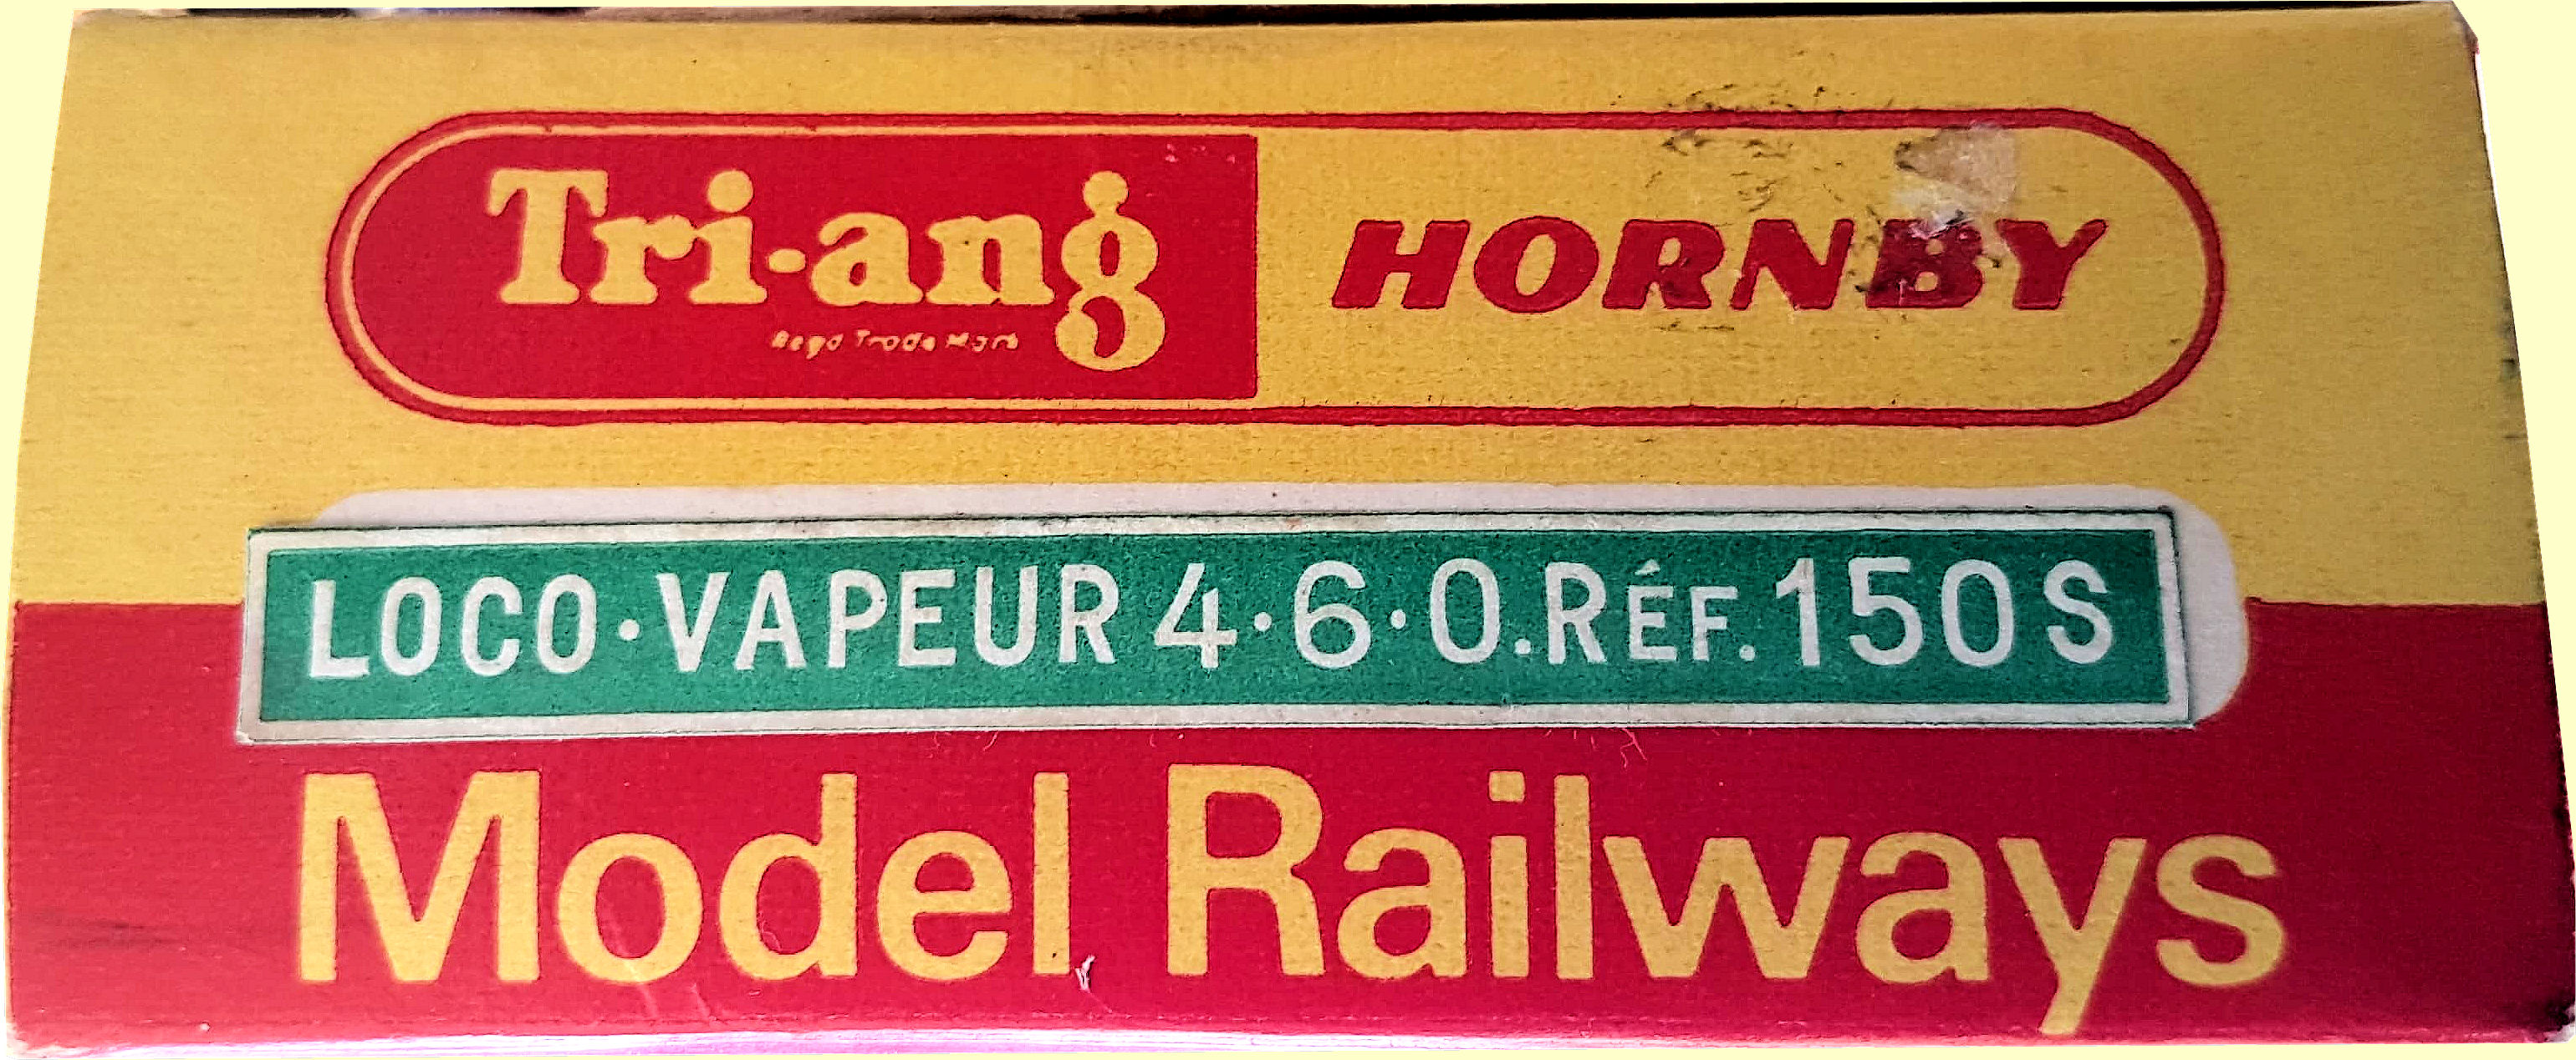 Tri-ang HORNBY
Regd Trade Mark
LOCO·VAPEUR 4·6·0.RÉF.150S
Model Railways